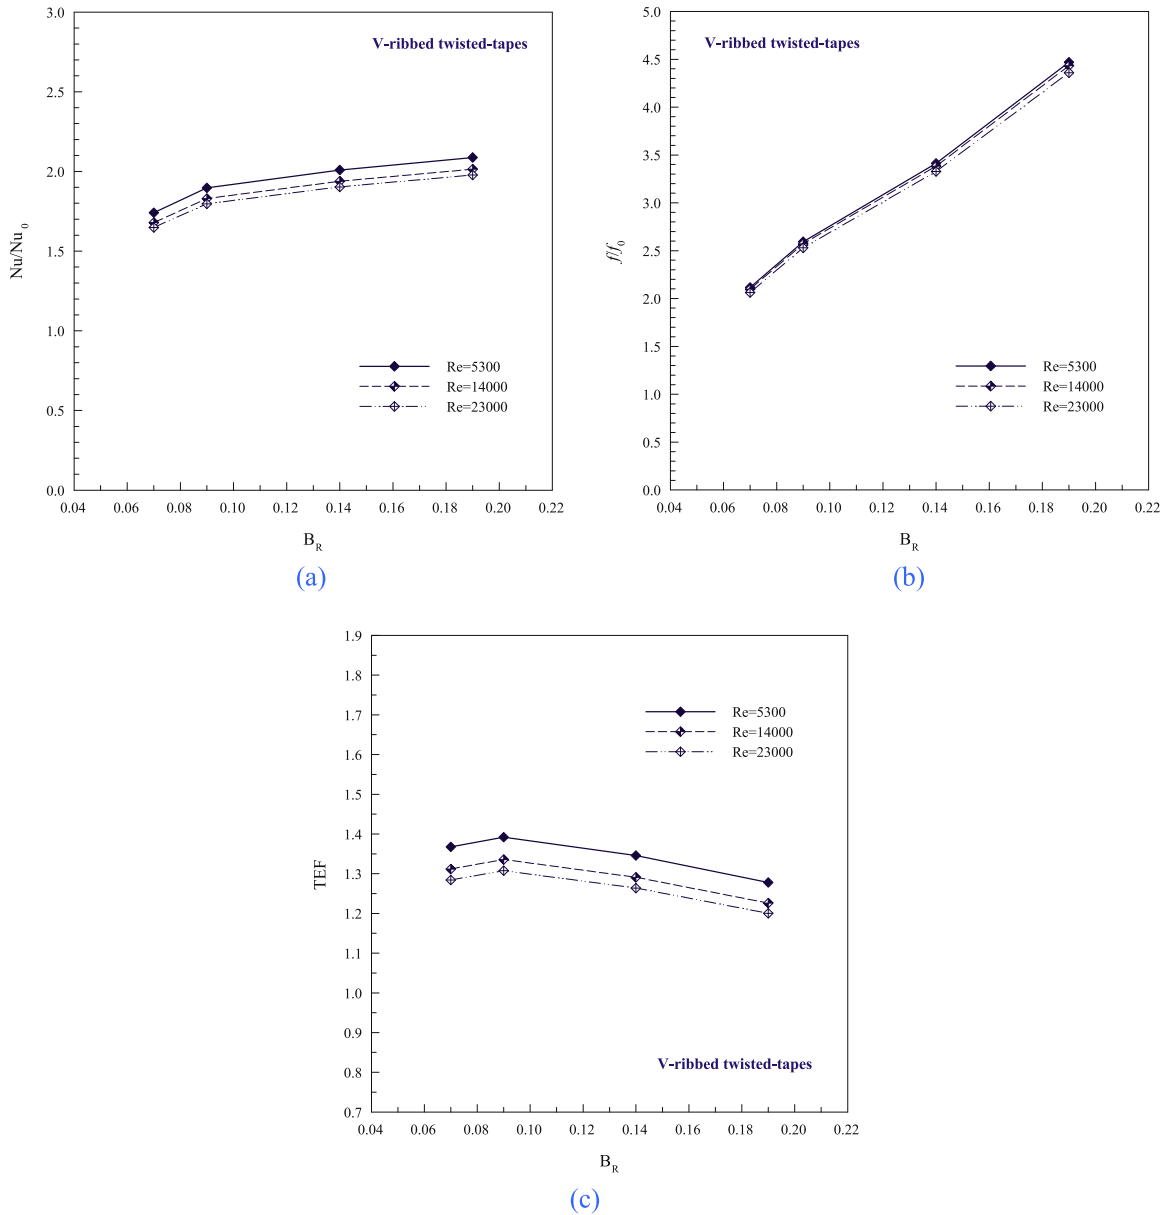 3.0
2.5
2.0
1.5
1.0
0.5
0.0
Nu/Nu0
V-ribbed twisted-tapes
Re=5300
Re=14000
Re=23000
0.04 0.06 0.08 0.10 0.12 0.14 0.16 0.18 0.20 0.22
BR
(a)
5.0
4.5
4.0
3.5
3.0
2.5
2.0
1.5
1.0
0.5
0.0
f/f0
V-ribbed twisted-tapes
Re=5300
Re=14000
Re=23000
0.04 0.06 0.08 0.10 0.12 0.14 0.16 0.18 0.20 0.22
BR
(b)
1.9
1.8
1.7
1.6
1.5
1.4
1.3
1.2
1.1
1.0
0.9
0.8
0.7
TEF
Re=5300
Re=14000
Re=23000
V-ribbed twisted-tapes
0.04 0.06 0.08 0.10 0.12 0.14 0.16 0.18 0.20 0.22
BR
(c)